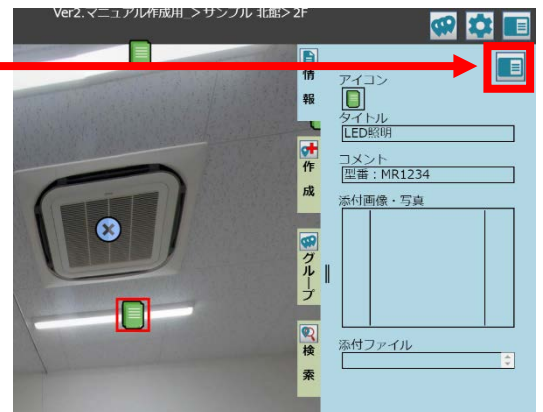 Ver2.マニュアル作成用_＞サンプル 北館＞2F
情報
アイコン
タイトル
LED照明
作成
コメント
型番：MR1234
添付画像・写真
グループ
検索
添付ファイル